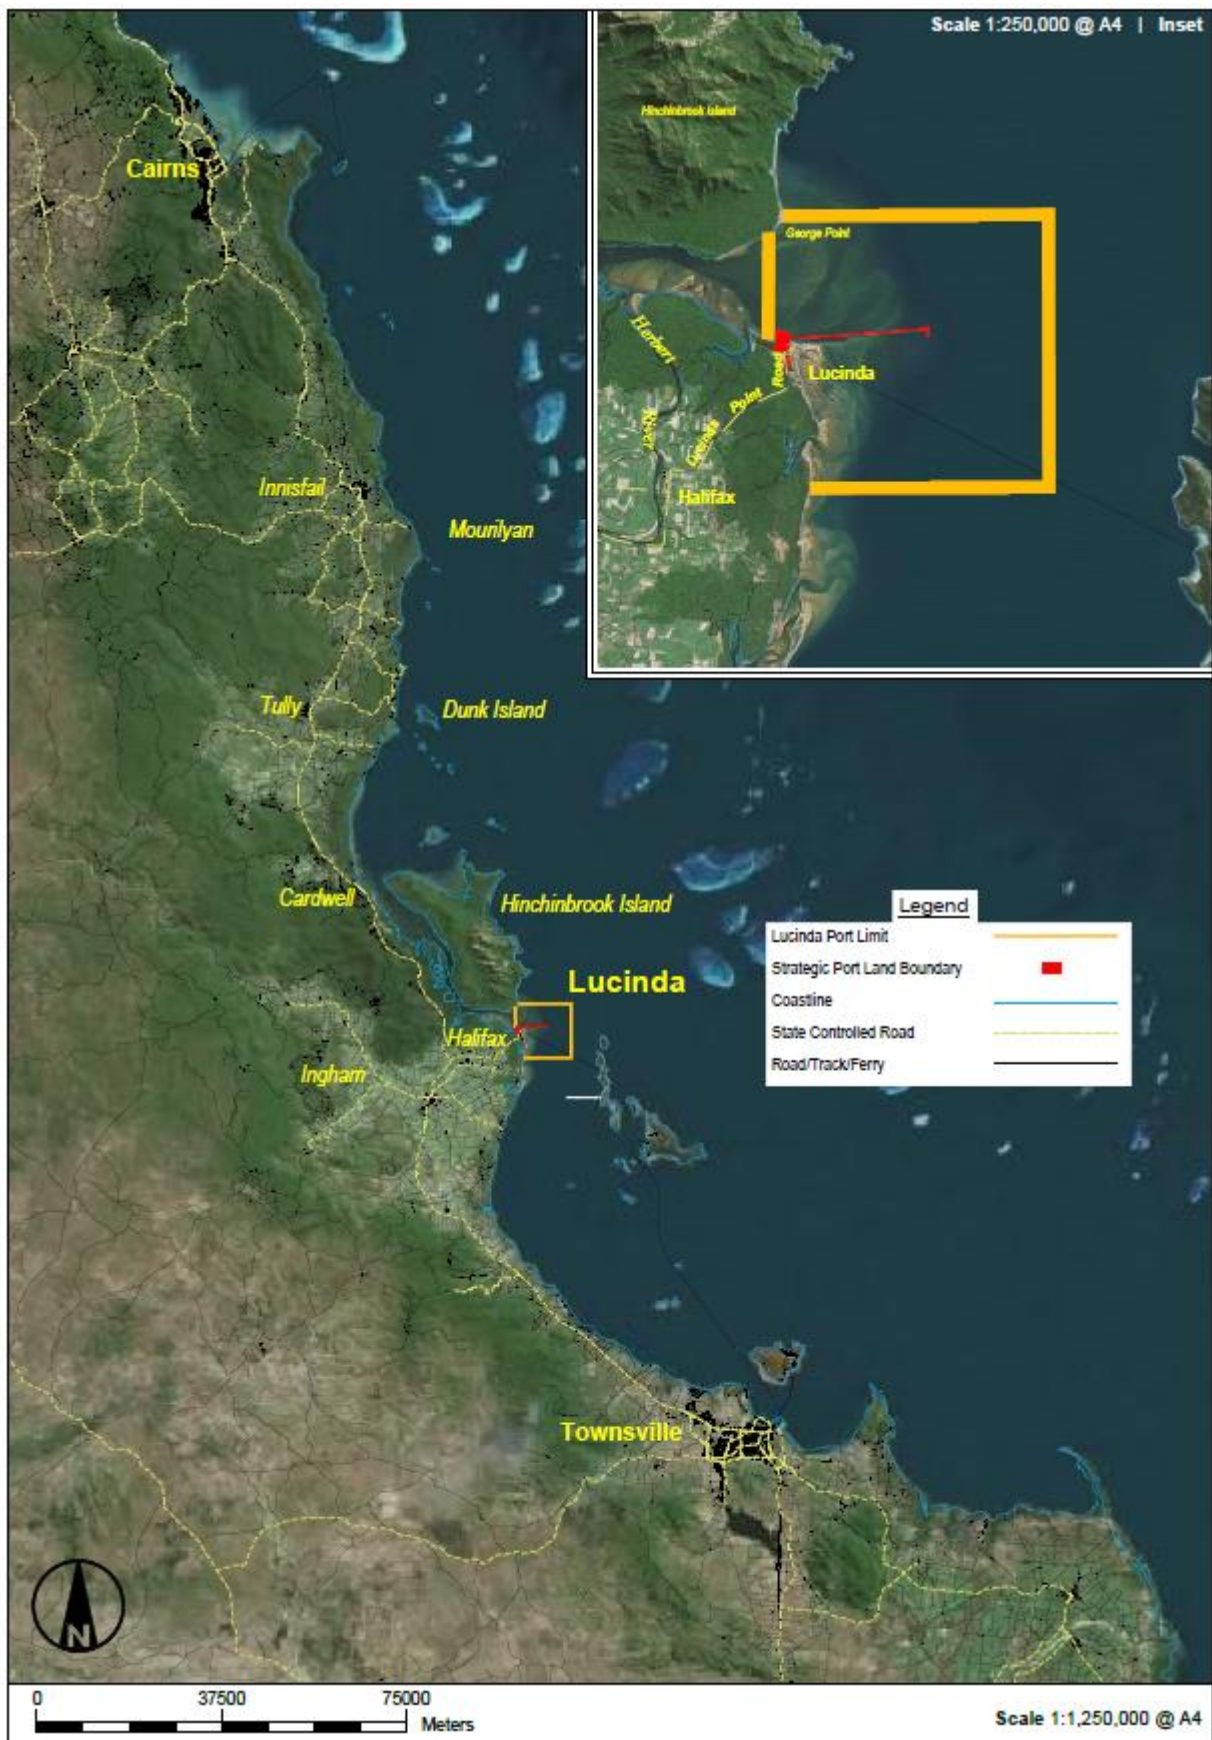 Scale 1:250,000 @ A4 | Inset
Hinchinbrook Island
George Point
Herbert
River
Lucinda
Point
Road
Lucinda
Halifax
Cairns
Innisfail
Mourilyan
Tully
Dunk Island
Cardwell
Hinchinbrook Island
Lucinda
Halifax
Ingham
Legend
Lucinda Port Limit
Strategic Port Land Boundary
Coastline
State Controlled Road
Road/Track/Ferry
Townsville
N
0 37500 75000
Meters
Scale 1:1,250,000 @ A4